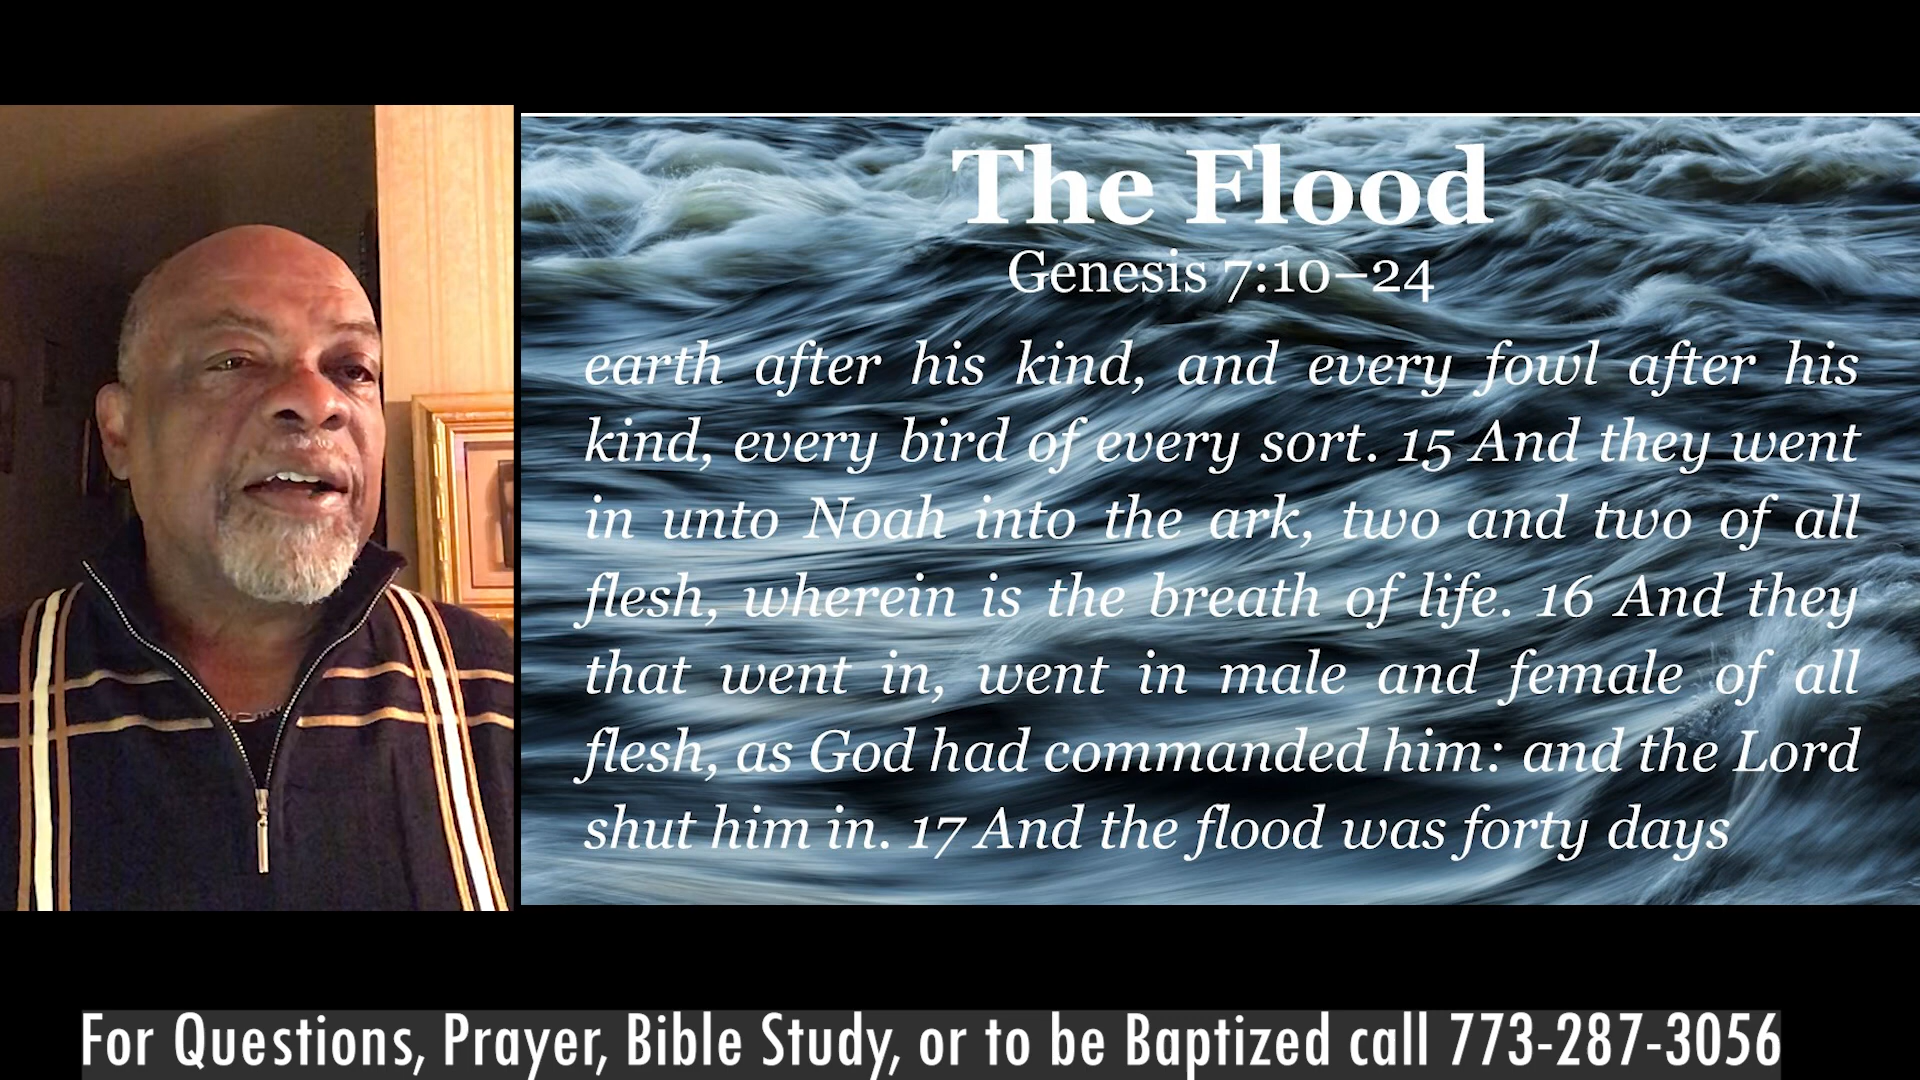 The Flood
Genesis 7:10–24
earth after his kind, and every fowl after his
kind, every bird of every sort. 15 And they went
in unto Noah into the ark, two and two of all
flesh, wherein is the breath of life. 16 And they
that went in, went in male and female of all
flesh, as God had commanded him: and the Lord
shut him in. 17 And the flood was forty days
For Questions, Prayer, Bible Study, or to be Baptized call 773-287-3056